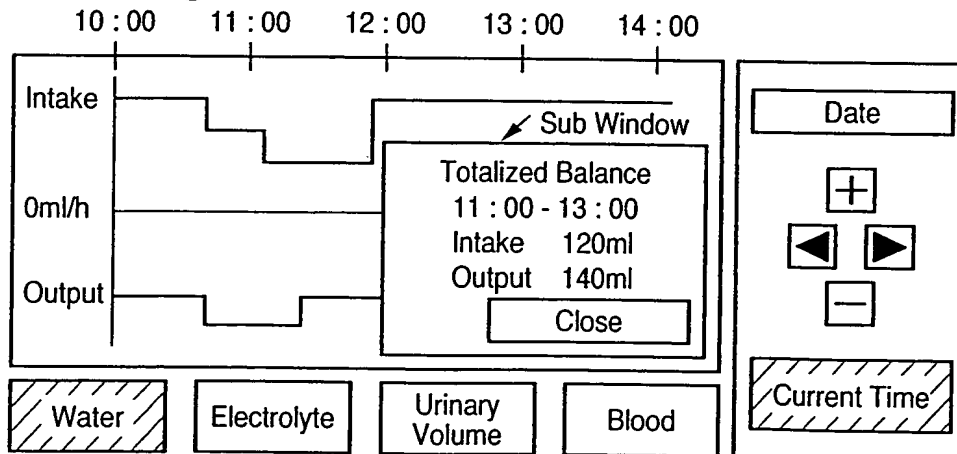 10 : 00 11 : 00 12 : 00 13 : 00 14 : 00
Intake
0ml/h
Output
Sub Window
Totalized Balance
11 : 00 - 13 : 00
Intake 120ml
Output 140ml
Close
Date
+
−
Current Time
Water
Electrolyte
Urinary
Volume
Blood